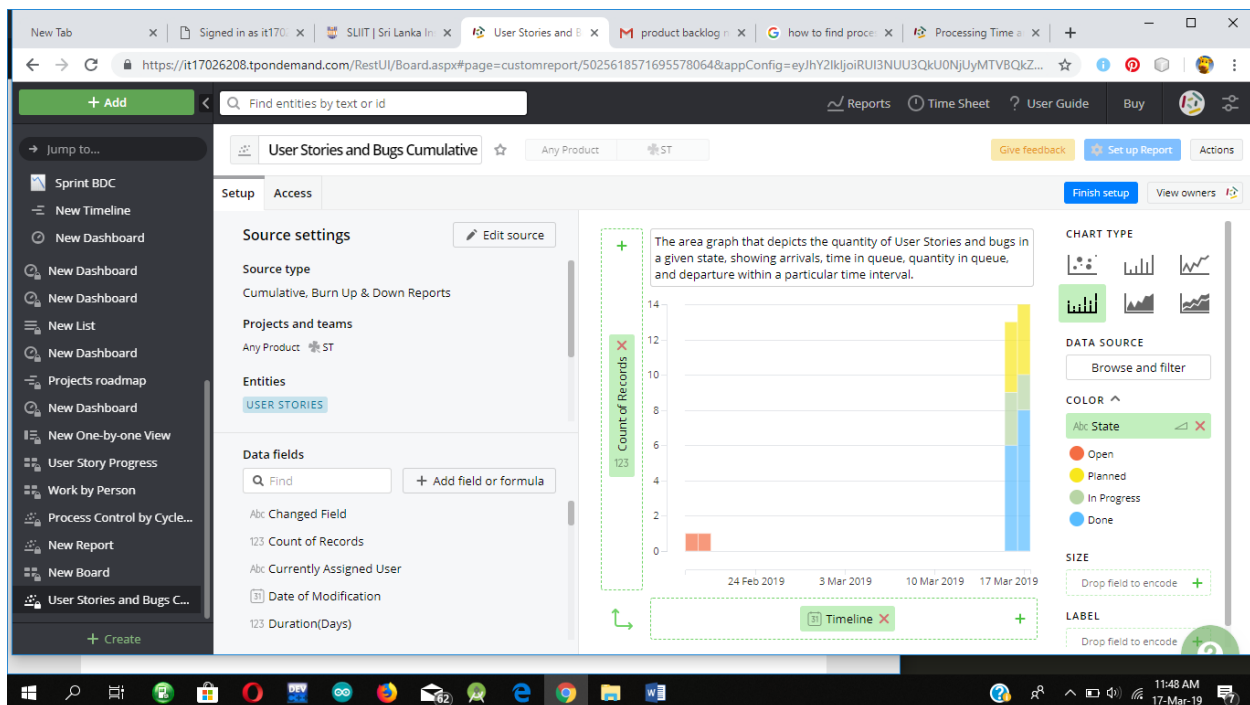 New Tab
Signed in as it170
SLIIT | Sri Lanka In
User Stories and B
product backlog n
how to find proce
Processing Time a
https://it17026208.tpondemand.com/RestUI/Board.aspx#page=customreport/5025618571695578064&appConfig=eyJhY2lkIjoiRUI3NUU3QkU0NjUyMTVBQkZ...
+ Add
Find entities by text or id
Reports
Time Sheet
? User Guide
Buy
Jump to...
User Stories and Bugs Cumulative
Any Product
ST
Give feedback
Set up Report
Actions
Sprint BDC
New Timeline
New Dashboard
New Dashboard
New Dashboard
New List
New Dashboard
Projects roadmap
New Dashboard
New One-by-one View
User Story Progress
Work by Person
Process Control by Cycle...
New Report
New Board
User Stories and Bugs C...
+ Create
Setup
Access
Finish setup
View owners
Source settings
Edit source
Source type
Cumulative, Burn Up & Down Reports
Projects and teams
Any Product ST
Entities
USER STORIES
Data fields
Find
+ Add field or formula
Abc Changed Field
123 Count of Records
Abc Currently Assigned User
31 Date of Modification
123 Duration(Days)
+
The area graph that depicts the quantity of User Stories and bugs in
a given state, showing arrivals, time in queue, quantity in queue,
and departure within a particular time interval.
123 Count of Records
14
12
10
8
6
4
2
0
24 Feb 2019
3 Mar 2019
10 Mar 2019
17 Mar 2019
31 Timeline
+
CHART TYPE
DATA SOURCE
Browse and filter
COLOR
Abc State
Open
Planned
In Progress
Done
SIZE
Drop field to encode +
LABEL
Drop field to encode +
?
DEV
62
11:48 AM
17-Mar-19
7